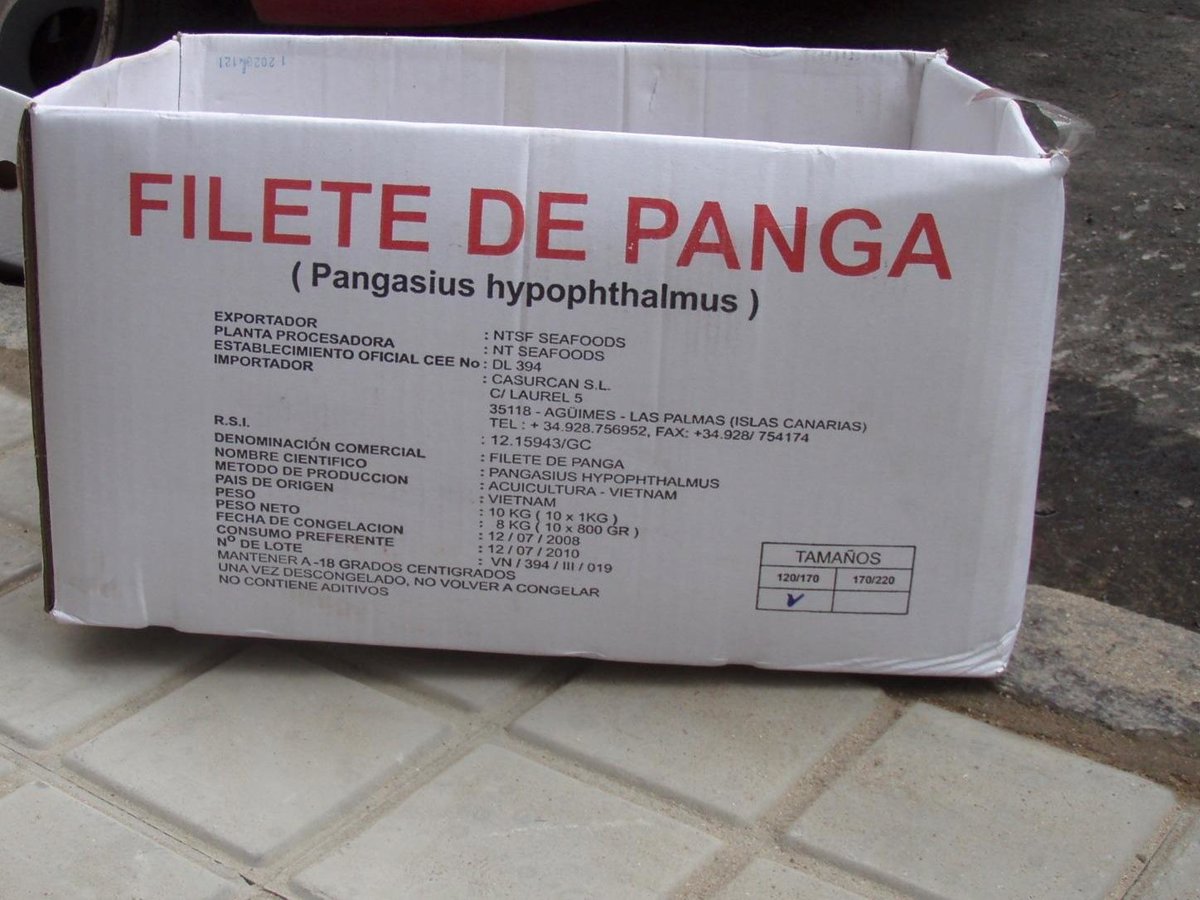 FILETE DE PANGA
( Pangasius hypophthalmus )
EXPORTADOR : NTSF SEAFOODS
PLANTA PROCESADORA : NT SEAFOODS
ESTABLECIMIENTO OFICIAL CEE No : DL 394
IMPORTADOR : CASURCAN S.L.
C/ LAUREL 5
35118 - AGÜIMES - LAS PALMAS (ISLAS CANARIAS)
TEL : + 34.928.756952, FAX: +34.928/ 754174
R.S.I. : 12.15943/GC
DENOMINACIÓN COMERCIAL : FILETE DE PANGA
NOMBRE CIENTIFICO : PANGASIUS HYPOPHTHALMUS
METODO DE PRODUCCION : ACUICULTURA - VIETNAM
PAIS DE ORIGEN : VIETNAM
PESO : 10 KG ( 10 x 1KG )
PESO NETO : 8 KG ( 10 x 800 GR )
FECHA DE CONGELACION : 12 / 07 / 2008
CONSUMO PREFERENTE : 12 / 07 / 2010
Nº DE LOTE : VN / 394 / III / 019
MANTENER A -18 GRADOS CENTIGRADOS
UNA VEZ DESCONGELADO, NO VOLVER A CONGELAR
NO CONTIENE ADITIVOS
TAMAÑOS
120/170 170/220